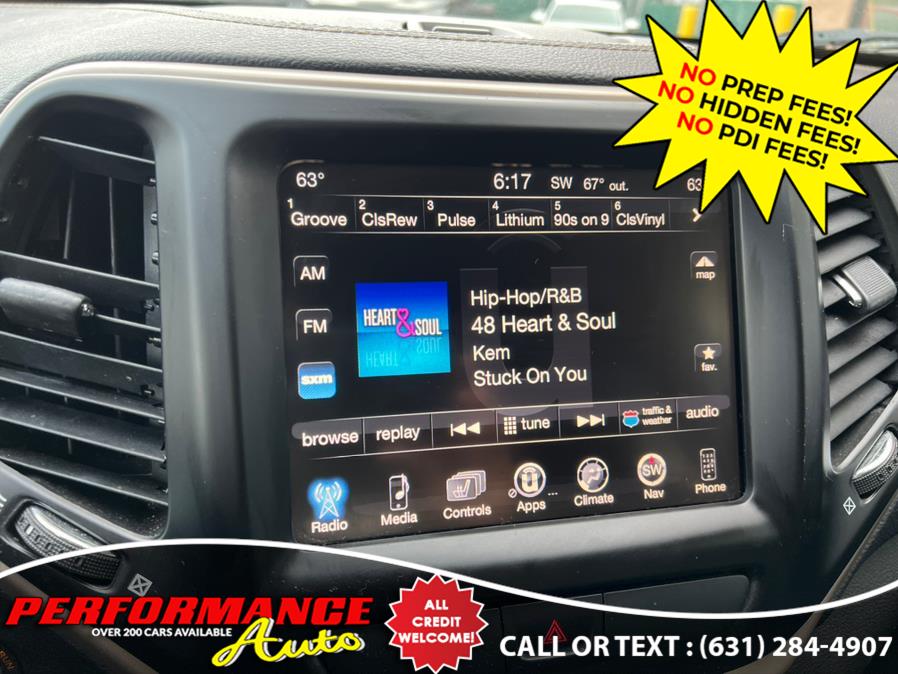 NO PREP FEES!
NO HIDDEN FEES!
NO PDI FEES!
63° 6:17 SW 67° out. 63
1 Groove 2 ClsRew 3 Pulse 4 Lithium 5 90s on 9 6 ClsVinyl
AM
map
HEART & SOUL
Hip-Hop/R&B
FM
48 Heart & Soul
Kem
fav.
sxm
Stuck On You
browse replay tune traffic & weather audio
Radio Media Controls Apps Climate SW Nav Phone
PERFORMANCE
OVER 200 CARS AVAILABLE
Auto
ALL
CREDIT
WELCOME!
CALL OR TEXT : (631) 284-4907